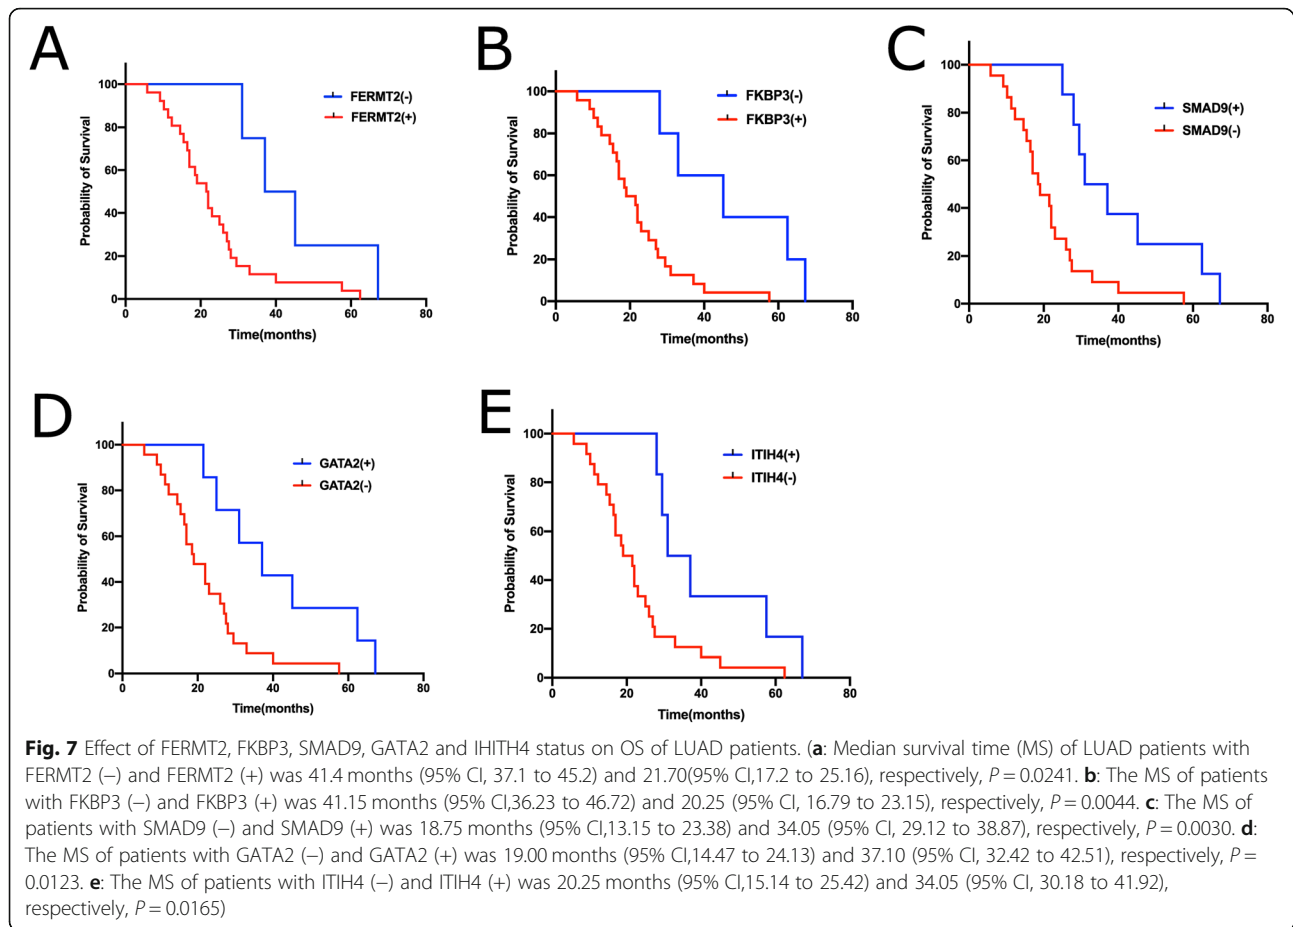 A
100
80
60
40
20
0
0 20 40 60 80
Probability of Survival
Time(months)
FERMT2(-)
FERMT2(+)
B
100
80
60
40
20
0
0 20 40 60 80
Probability of Survival
Time(months)
FKBP3(-)
FKBP3(+)
C
100
80
60
40
20
0
0 20 40 60 80
Probability of Survival
Time(months)
SMAD9(+)
SMAD9(-)
D
100
80
60
40
20
0
0 20 40 60 80
Probability of Survival
Time(months)
GATA2(+)
GATA2(-)
E
100
80
60
40
20
0
0 20 40 60 80
Probability of Survival
Time(months)
ITIH4(+)
ITIH4(-)
Fig. 7 Effect of FERMT2, FKBP3, SMAD9, GATA2 and IHITH4 status on OS of LUAD patients. (a: Median survival time (MS) of LUAD patients with
FERMT2 (−) and FERMT2 (+) was 41.4 months (95% CI, 37.1 to 45.2) and 21.70(95% CI,17.2 to 25.16), respectively, P = 0.0241. b: The MS of patients
with FKBP3 (−) and FKBP3 (+) was 41.15 months (95% CI,36.23 to 46.72) and 20.25 (95% CI, 16.79 to 23.15), respectively, P = 0.0044. c: The MS of
patients with SMAD9 (−) and SMAD9 (+) was 18.75 months (95% CI,13.15 to 23.38) and 34.05 (95% CI, 29.12 to 38.87), respectively, P = 0.0030. d:
The MS of patients with GATA2 (−) and GATA2 (+) was 19.00 months (95% CI,14.47 to 24.13) and 37.10 (95% CI, 32.42 to 42.51), respectively, P =
0.0123. e: The MS of patients with ITIH4 (−) and ITIH4 (+) was 20.25 months (95% CI,15.14 to 25.42) and 34.05 (95% CI, 30.18 to 41.92),
respectively, P = 0.0165)